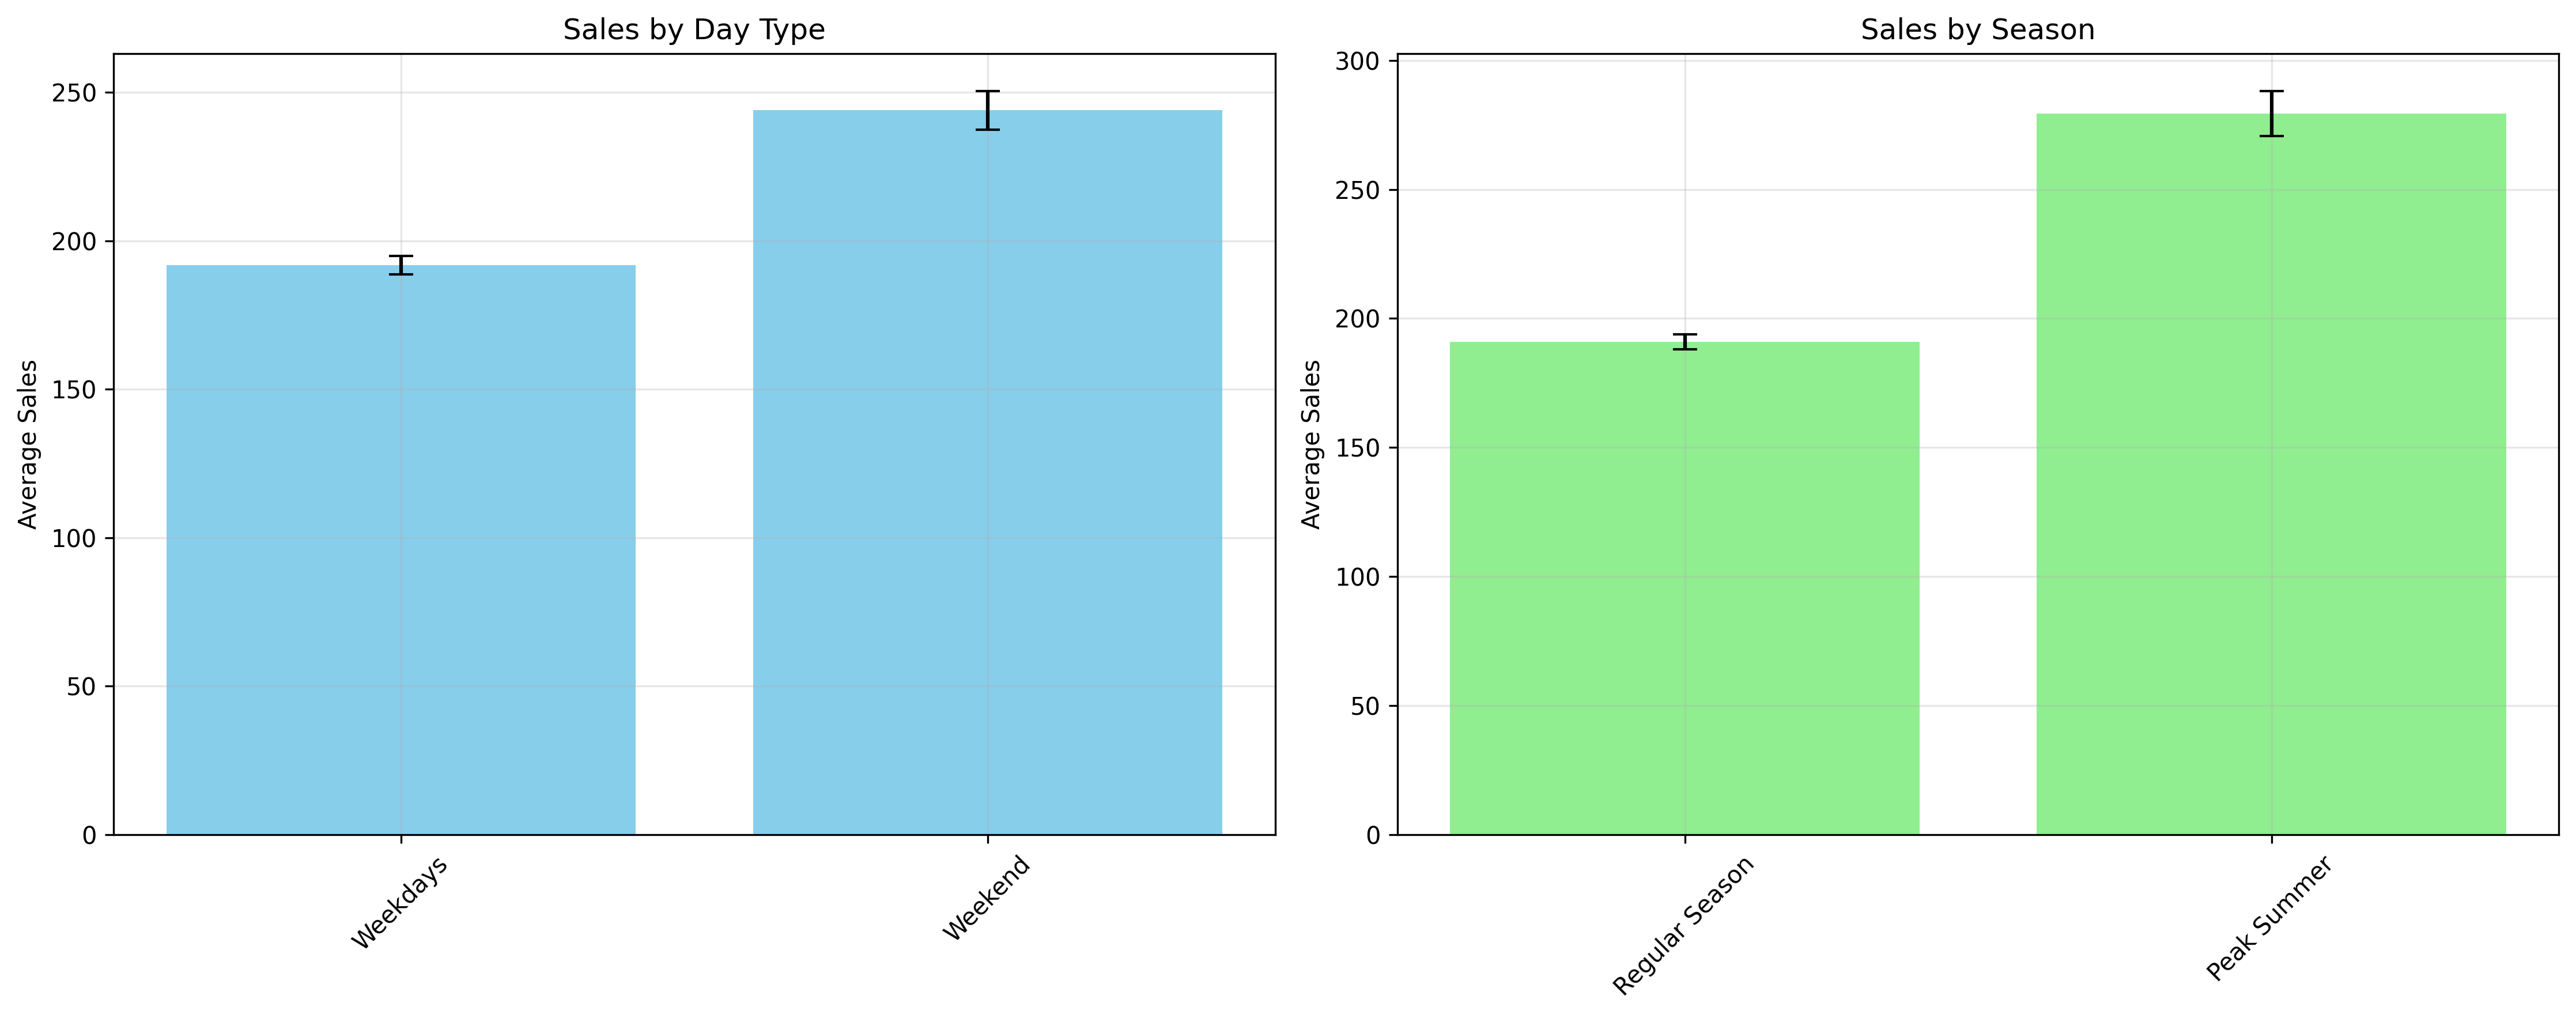 Sales by Day Type
Average Sales
250
200
150
100
50
0
Weekdays
Weekend
Sales by Season
Average Sales
300
250
200
150
100
50
0
Regular Season
Peak Summer